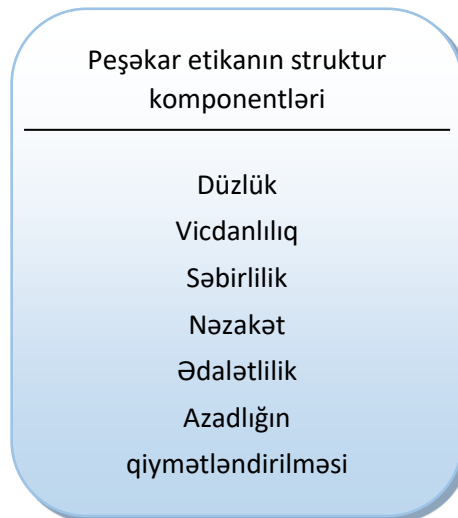 Peşəkar etikanın struktur
komponentləri
Düzlük
Vicdanlılıq
Səbirlilik
Nəzakət
Ədalətlilik
Azadlığın
qiymətləndirilməsi